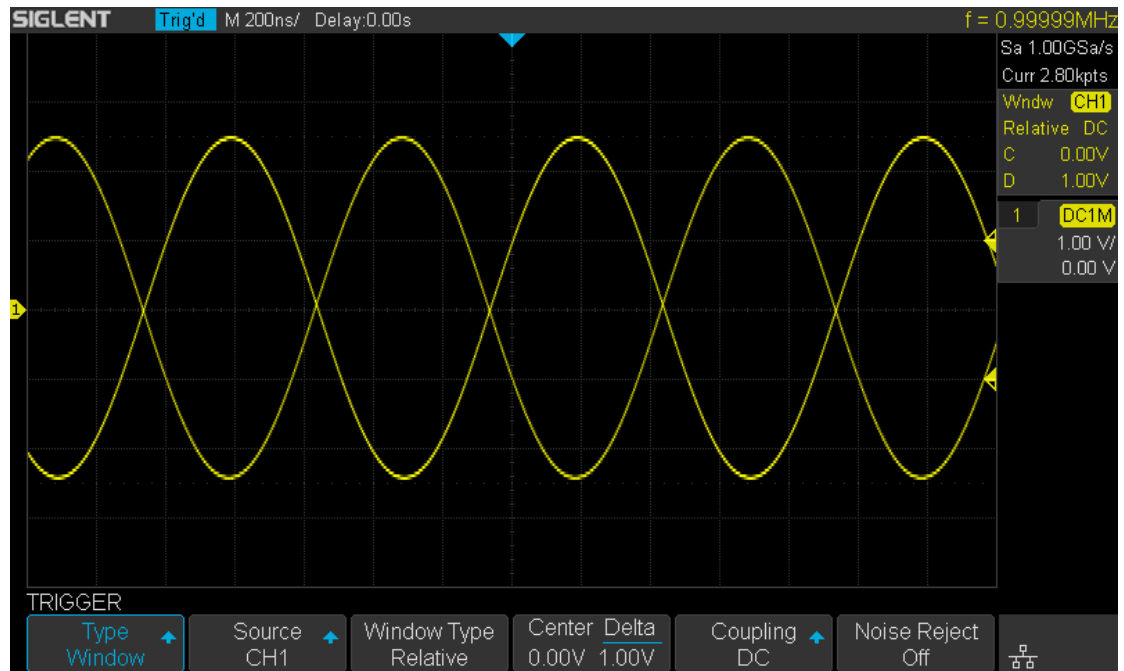 SIGLENT Trig'd M 200ns/ Delay:0.00s f = 0.99999MHz
Sa 1.00GSa/s
Curr 2.80kpts
Wndw CH1
Relative DC
C 0.00V
D 1.00V
1 DC1M
1.00 V/
0.00 V
1
TRIGGER
Type Source Window Type Center Delta Coupling Noise Reject
Window CH1 Relative 0.00V 1.00V DC Off